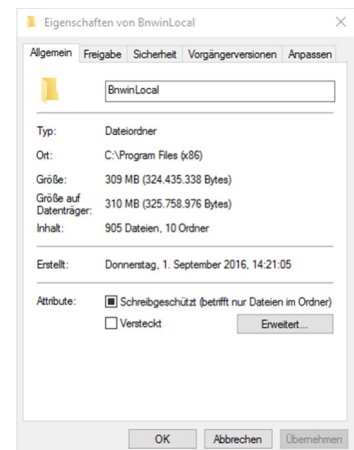 Eigenschaften von BnwinLocal
Allgemein Freigabe Sicherheit Vorgängerversionen Anpassen
BnwinLocal
Typ: Dateiordner
Ort: C:\Program Files (x86)
Größe: 309 MB (324.435.338 Bytes)
Größe auf Datenträger: 310 MB (325.758.976 Bytes)
Inhalt: 905 Dateien, 10 Ordner
Erstellt: Donnerstag, 1. September 2016, 14:21:05
Attribute: Schreibgeschützt (betrifft nur Dateien im Ordner)
Versteckt Erweitert...
OK Abbrechen Übernehmen